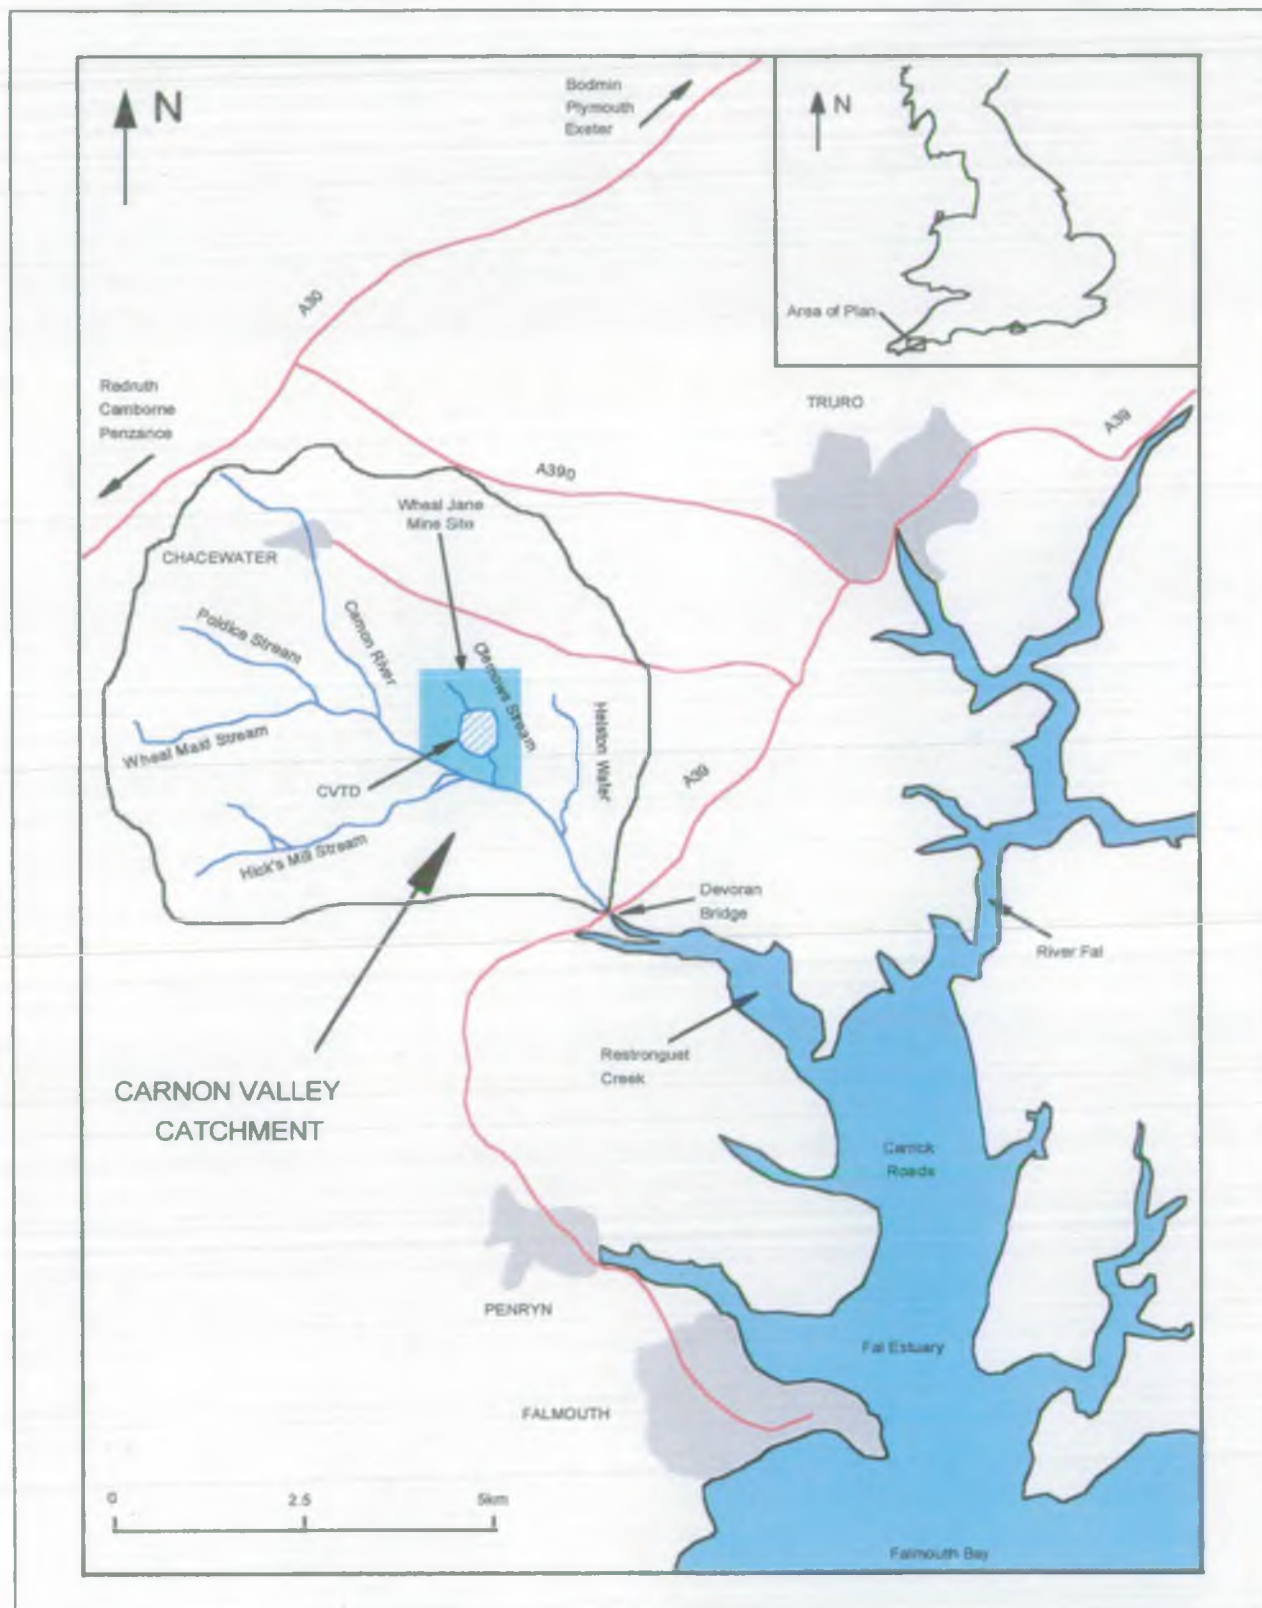 N
Bodmin
Plymouth
Exeter
N
Area of Plan
A30
Redruth
Camborne
Penzance
TRURO
A39
A390
Wheal Jane
Mine Site
CHACEWATER
Poldice Stream
Carnon River
Clemows Stream
Helston Water
Wheal Maid Stream
CVTD
A39
Hick's Mill Stream
Devoran
Bridge
River Fal
Restronguet
Creek
CARNON VALLEY
CATCHMENT
Carrick
Roads
PENRYN
Fal Estuary
FALMOUTH
0 2.5 5km
Falmouth Bay